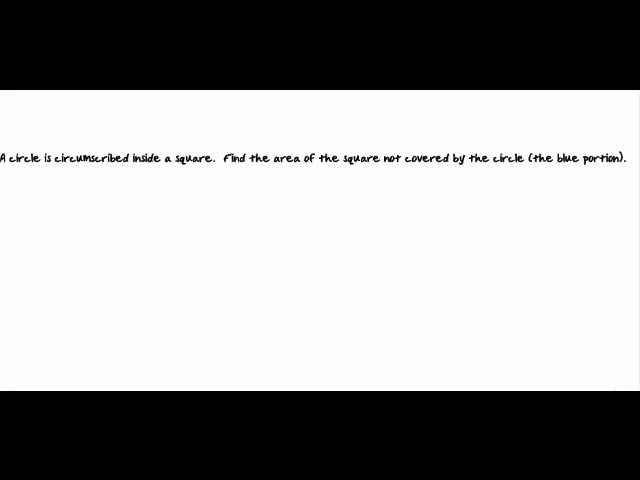 A circle is circumscribed inside a square. Find the area of the square not covered by the circle (the blue portion).